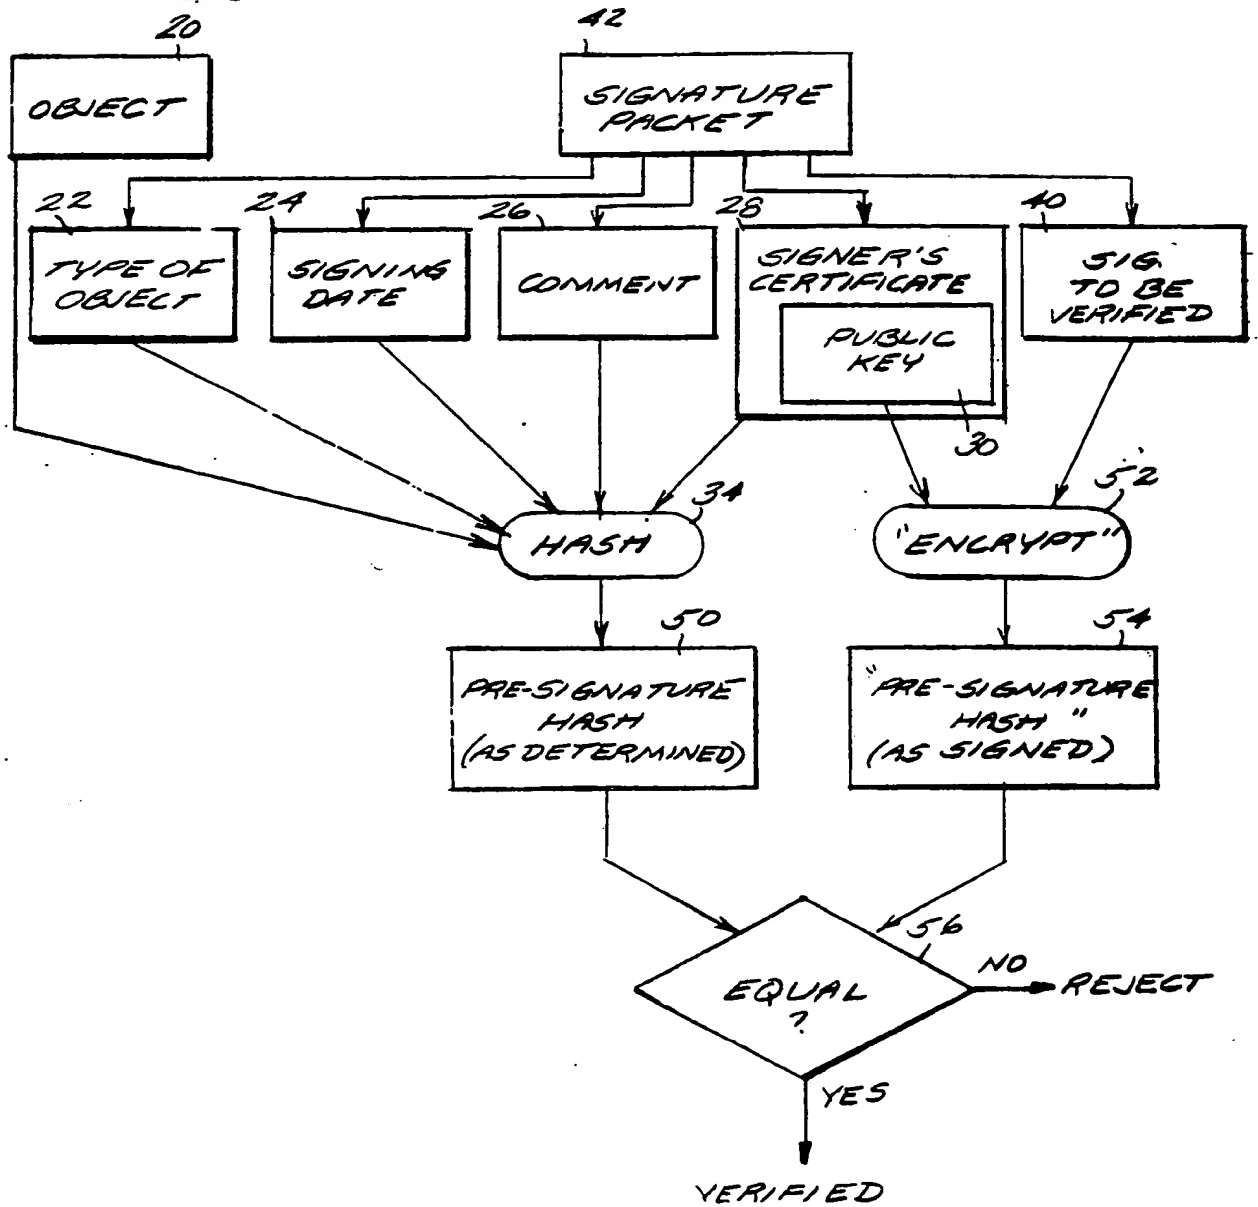 20
42
OBJECT
SIGNATURE
PACKET
22
24
26
28
40
TYPE OF
OBJECT
SIGNING
DATE
COMMENT
SIGNER'S
CERTIFICATE
PUBLIC
KEY
30
SIG.
TO BE
VERIFIED
34
HASH
52
"ENCRYPT"
50
54
PRE-SIGNATURE
HASH
(AS DETERMINED)
"PRE-SIGNATURE
HASH"
(AS SIGNED)
56
EQUAL
?
NO
REJECT
YES
VERIFIED